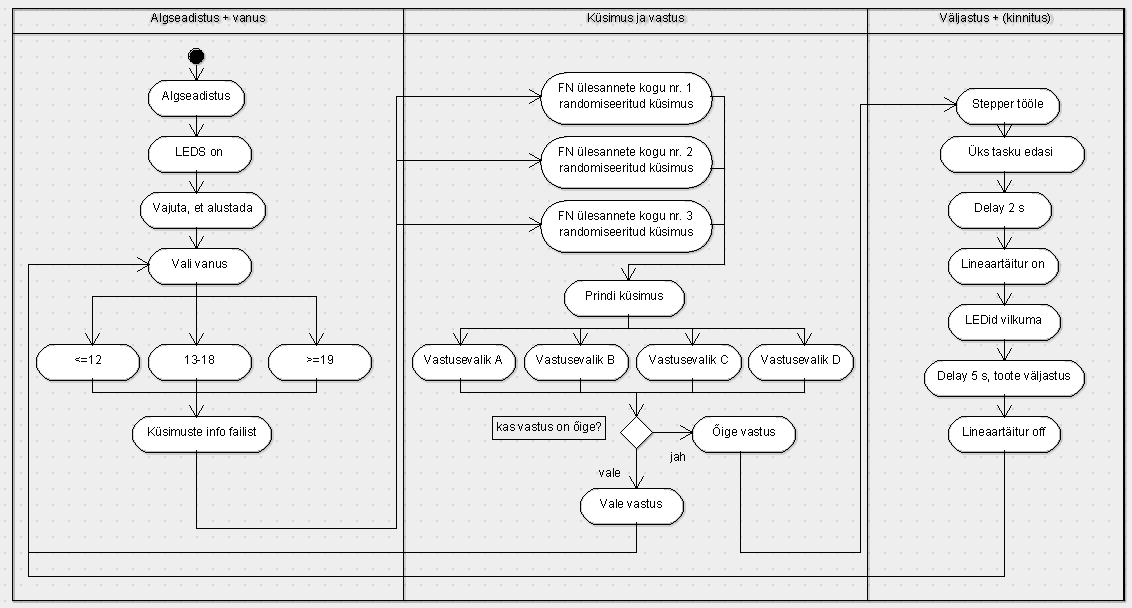 Algseadistus + vanus
Algseadistus
LEDS on
Vajuta, et alustada
Vali vanus
<=12
13-18
>=19
Küsimuste info failist
Küsimus ja vastus
FN ülesannete kogu nr. 1
randomiseeritud küsimus
FN ülesannete kogu nr. 2
randomiseeritud küsimus
FN ülesannete kogu nr. 3
randomiseeritud küsimus
Prindi küsimus
Vastusevalik A
Vastusevalik B
Vastusevalik C
Vastusevalik D
kas vastus on õige?
jah
Õige vastus
vale
Vale vastus
Väljastus + (kinnitus)
Stepper tööle
Üks tasku edasi
Delay 2 s
Lineaartäitur on
LEDid vilkuma
Delay 5 s, toote väljastus
Lineaartäitur off